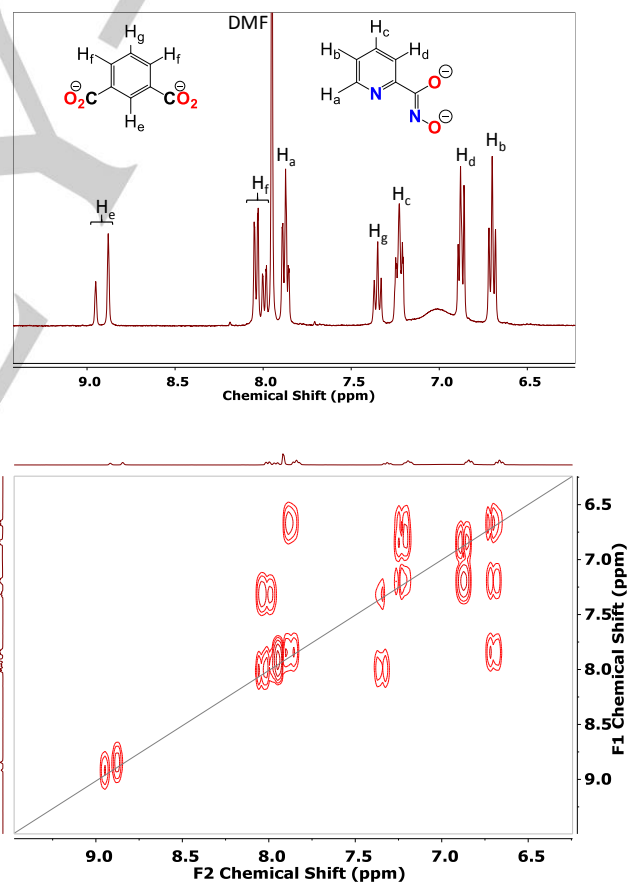 DMF
Hg
Hf
Hf
⊖
⊖
O2C
CO2
He
Hc
Hb
Hd
Ha
N
O⊖
N
O⊖
He
Hf
Ha
Hg
Hc
Hd
Hb
9.0 8.5 8.0 7.5 7.0 6.5
Chemical Shift (ppm)
6.5
7.0
7.5
8.0
8.5
9.0
F1 Chemical Shift (ppm)
9.0 8.5 8.0 7.5 7.0 6.5
F2 Chemical Shift (ppm)